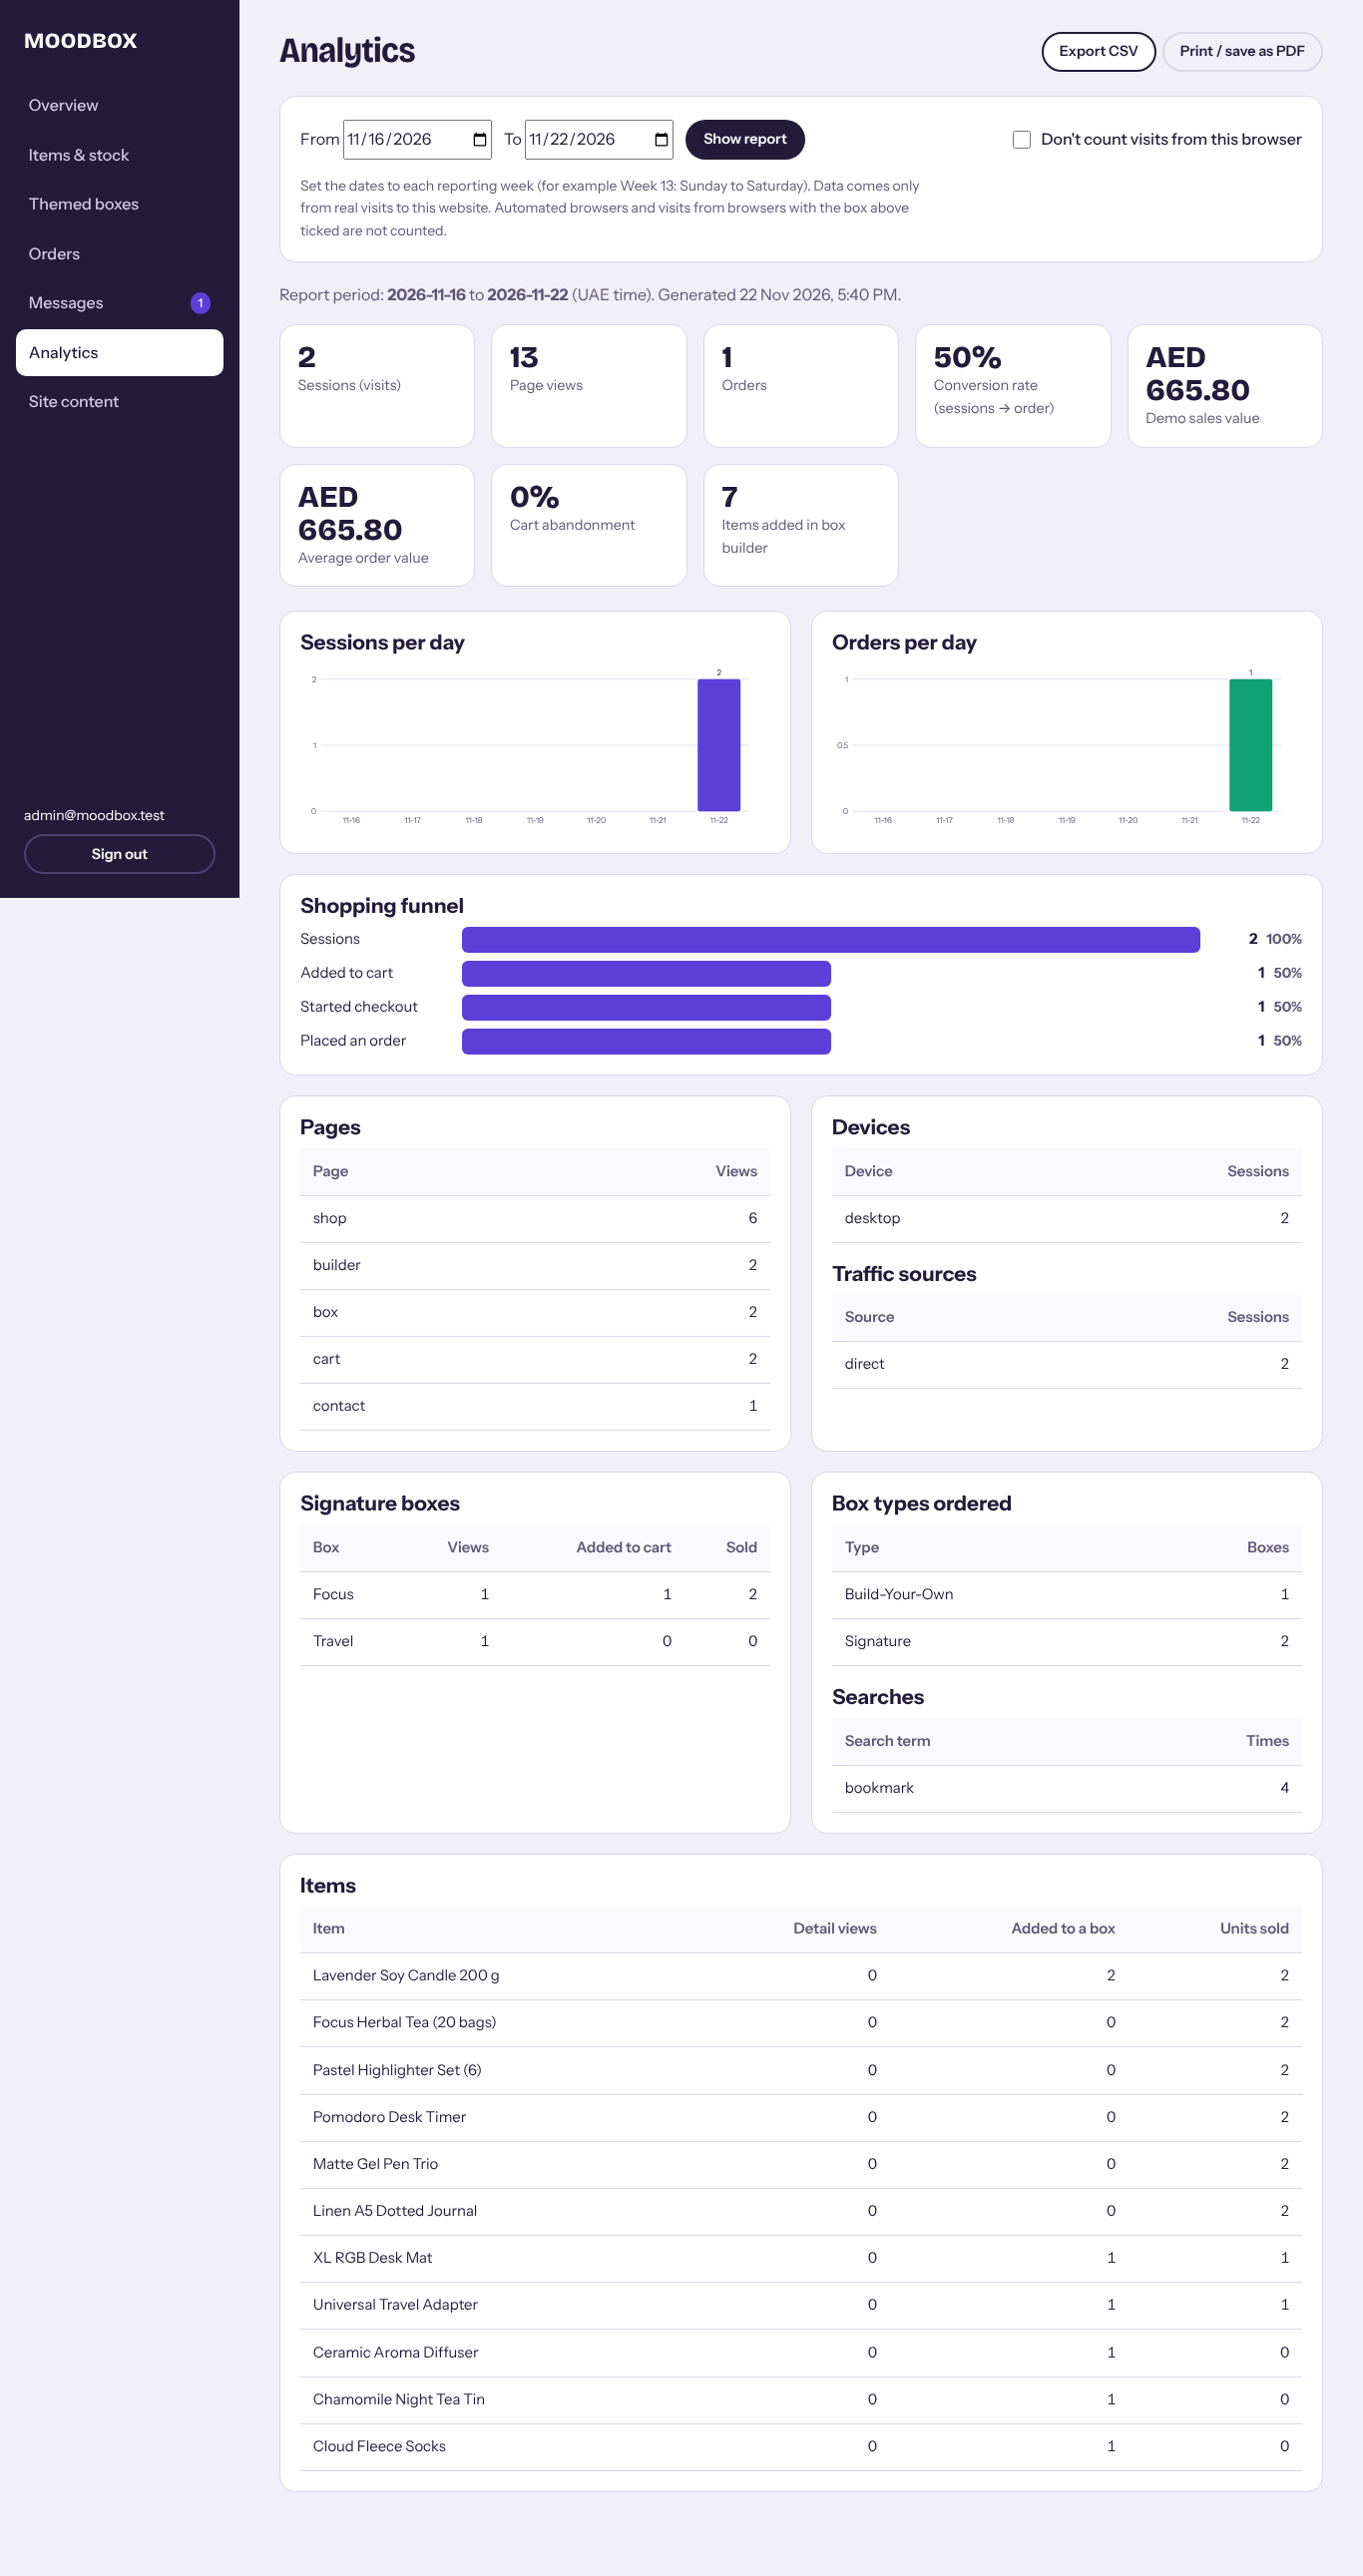 MOODBOX
Overview
Items & stock
Themed boxes
Orders
Messages 1
Analytics
Site content
admin@moodbox.test
Sign out
Analytics
Export CSV
Print / save as PDF
From 11/16/2026 To 11/22/2026 Show report
Don't count visits from this browser
Set the dates to each reporting week (for example Week 13: Sunday to Saturday). Data comes only
from real visits to this website. Automated browsers and visits from browsers with the box above
ticked are not counted.
Report period: 2026-11-16 to 2026-11-22 (UAE time). Generated 22 Nov 2026, 5:40 PM.
2
Sessions (visits)
13
Page views
1
Orders
50%
Conversion rate
(sessions → order)
AED
665.80
Demo sales value
AED
665.80
Average order value
0%
Cart abandonment
7
Items added in box
builder
Sessions per day
2
2
1
0
11-16 11-17 11-18 11-19 11-20 11-21 11-22
Orders per day
1
1
0.5
0
11-16 11-17 11-18 11-19 11-20 11-21 11-22
Shopping funnel
Sessions 2 100%
Added to cart 1 50%
Started checkout 1 50%
Placed an order 1 50%
Pages
Page Views
shop 6
builder 2
box 2
cart 2
contact 1
Devices
Device Sessions
desktop 2
Traffic sources
Source Sessions
direct 2
Signature boxes
Box Views Added to cart Sold
Focus 1 1 2
Travel 1 0 0
Box types ordered
Type Boxes
Build-Your-Own 1
Signature 2
Searches
Search term Times
bookmark 4
Items
Item Detail views Added to a box Units sold
Lavender Soy Candle 200 g 0 2 2
Focus Herbal Tea (20 bags) 0 0 2
Pastel Highlighter Set (6) 0 0 2
Pomodoro Desk Timer 0 0 2
Matte Gel Pen Trio 0 0 2
Linen A5 Dotted Journal 0 0 2
XL RGB Desk Mat 0 1 1
Universal Travel Adapter 0 1 1
Ceramic Aroma Diffuser 0 1 0
Chamomile Night Tea Tin 0 1 0
Cloud Fleece Socks 0 1 0